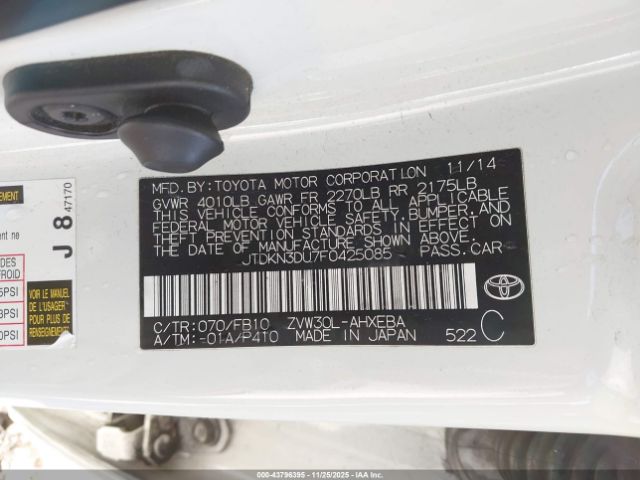 MFD. BY: TOYOTA MOTOR CORPORATION 11/14
GVWR 4010LB GAWR FR 2270LB RR 2175LB
THIS VEHICLE CONFORMS TO ALL APPLICABLE
FEDERAL MOTOR VEHICLE SAFETY, BUMPER, AND
THEFT PREVENTION STANDARDS IN EFFECT ON
THE DATE OF MANUFACTURE SHOWN ABOVE.
JTDKN3DU7F0425085 PASS. CAR
C/TR: 070/FB10 ZVW30L-AHXEBA
A/TM: -01A/P410 MADE IN JAPAN 522 C
J 8 47170
VOIR LE
MANUEL DE
L'USAGER
POUR PLUS
000-43796395 - 11/25/2025 - IAA Inc.